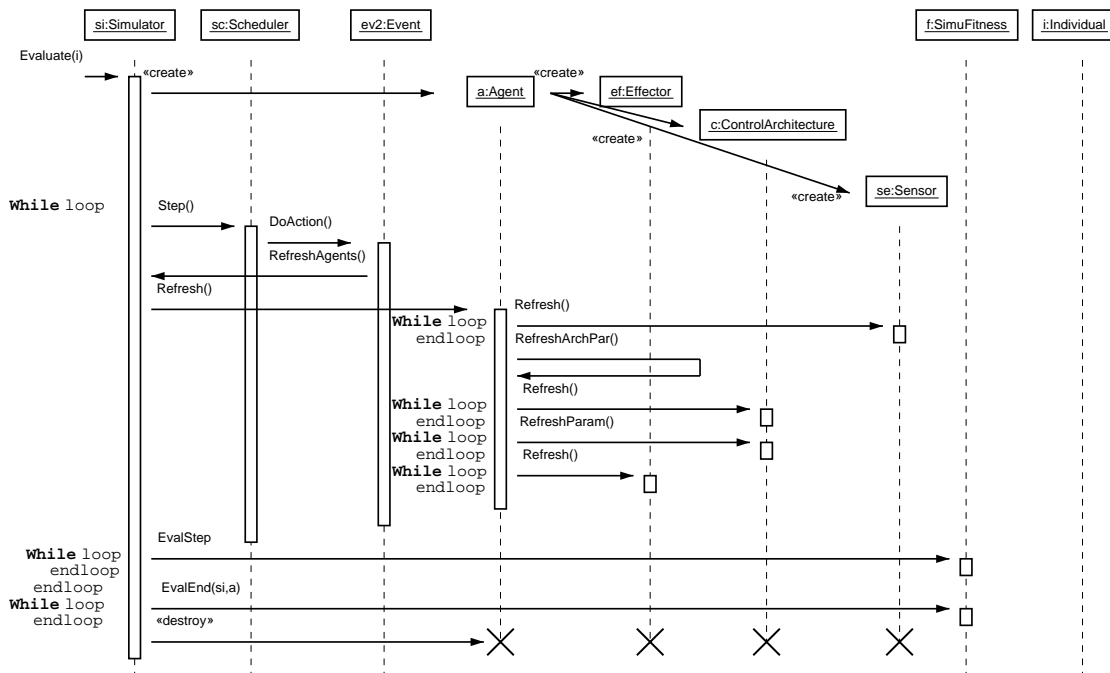 si:Simulator
sc:Scheduler
ev2:Event
f:SimuFitness
i:Individual
Evaluate(i)
«create»
«create»
a:Agent
ef:Effector
c:ControlArchitecture
«create»
«create»
se:Sensor
While loop
Step()
DoAction()
RefreshAgents()
Refresh()
Refresh()
While loop
endloop
RefreshArchPar()
Refresh()
While loop
endloop
RefreshParam()
While loop
endloop
Refresh()
While loop
endloop
EvalStep
While loop
endloop
endloop
EvalEnd(si,a)
While loop
endloop
«destroy»